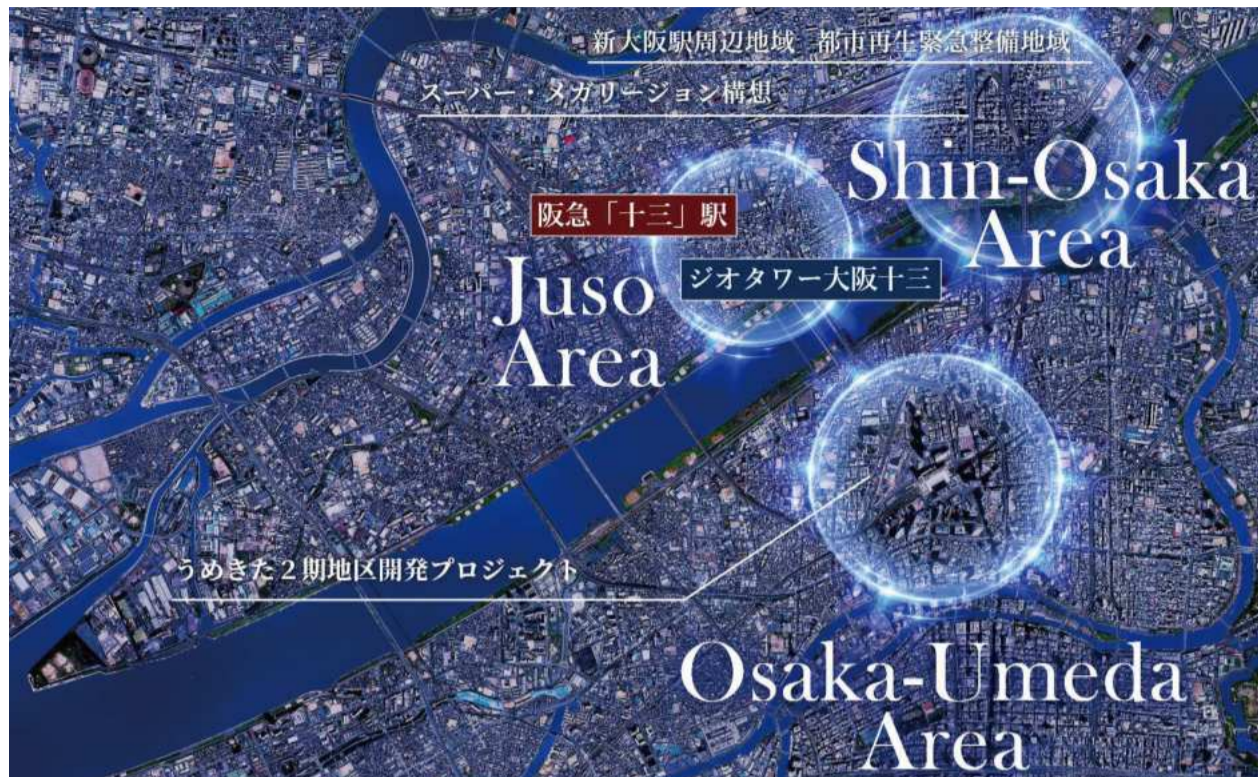 新大阪駅周辺地域 都市再生緊急整備地域
スーパー・メガリージョン構想
Shin-Osaka
Area
阪急「十三」駅
ジオタワー大阪十三
Juso
Area
うめきた２期地区開発プロジェクト
Osaka-Umeda
Area